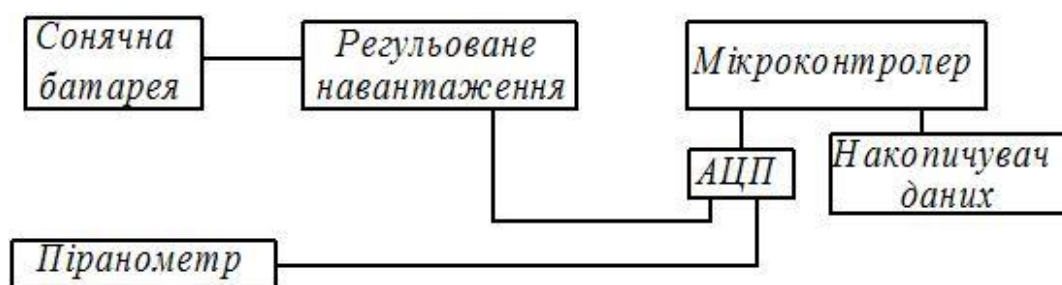 Сонячна
батарея
Регульоване
навантаження
Мікроконтролер
АЦП
Накопичувач
даних
Піранометр